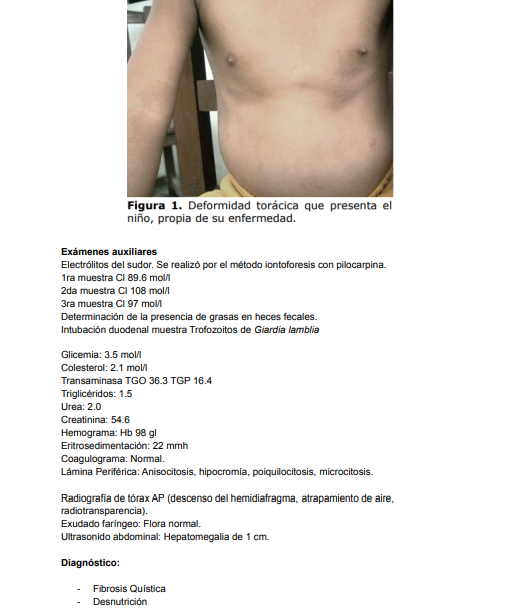 Figura 1. Deformidad torácica que presenta el
niño, propia de su enfermedad.
Exámenes auxiliares
Electrólitos del sudor. Se realizó por el método iontoforesis con pilocarpina.
1ra muestra Cl 89.6 mol/l
2da muestra Cl 108 mol/l
3ra muestra Cl 97 mol/l
Determinación de la presencia de grasas en heces fecales.
Intubación duodenal muestra Trofozoitos de Giardia lamblia
Glicemia: 3.5 mol/l
Colesterol: 2.1 mol/l
Transaminasa TGO 36.3 TGP 16.4
Triglicéridos: 1.5
Urea: 2.0
Creatinina: 54.6
Hemograma: Hb 98 gl
Eritrosedimentación: 22 mmh
Coagulograma: Normal.
Lámina Periférica: Anisocitosis, hipocromía, poiquilocitosis, microcitosis.
Radiografía de tórax AP (descenso del hemidiafragma, atrapamiento de aire,
radiotransparencia).
Exudado faríngeo: Flora normal.
Ultrasonido abdominal: Hepatomegalia de 1 cm.
Diagnóstico:
- Fibrosis Quística
- Desnutrición